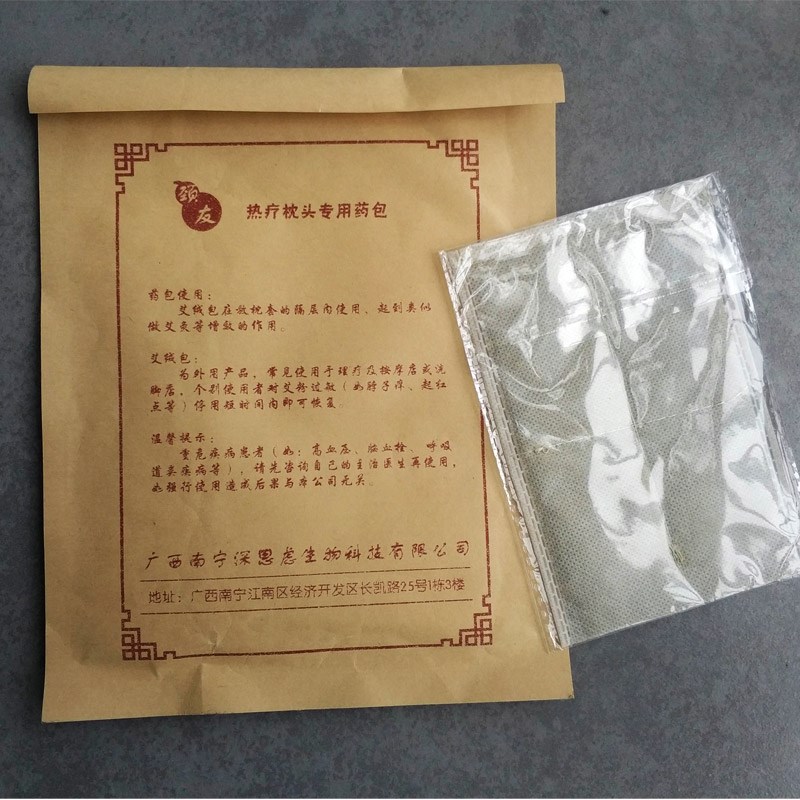 颈友
热疗枕头专用药包
药包使用：
艾绒包在放枕套的隔层内使用，起到类似
做艾灸等增效的作用。
艾绒包：
为外用产品，常见使用于理疗及按摩店或洗
脚店，个别使用者对艾粉过敏（如脖子痒、起红
点等）停用短时间内即可恢复。
温馨提示：
重危疾病患者（如：高血压、脑血栓、呼吸
道类疾病等），请先咨询自己的主治医生再使用，
如强行使用造成后果与本公司无关。
广西南宁深思虑生物科技有限公司
地址：广西南宁江南区经济开发区长凯路25号1栋3楼